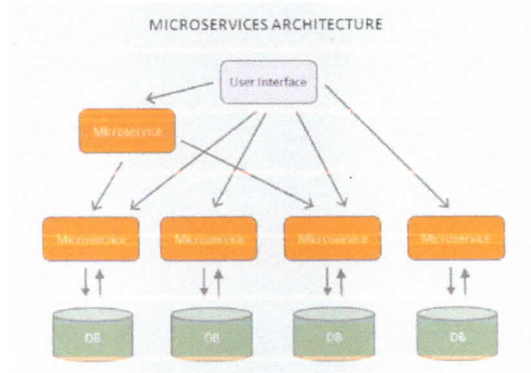 MICROSERVICES ARCHITECTURE
User Interface
Microservice
Microservice Microservice Microservice Microservice
DB DB DB DB